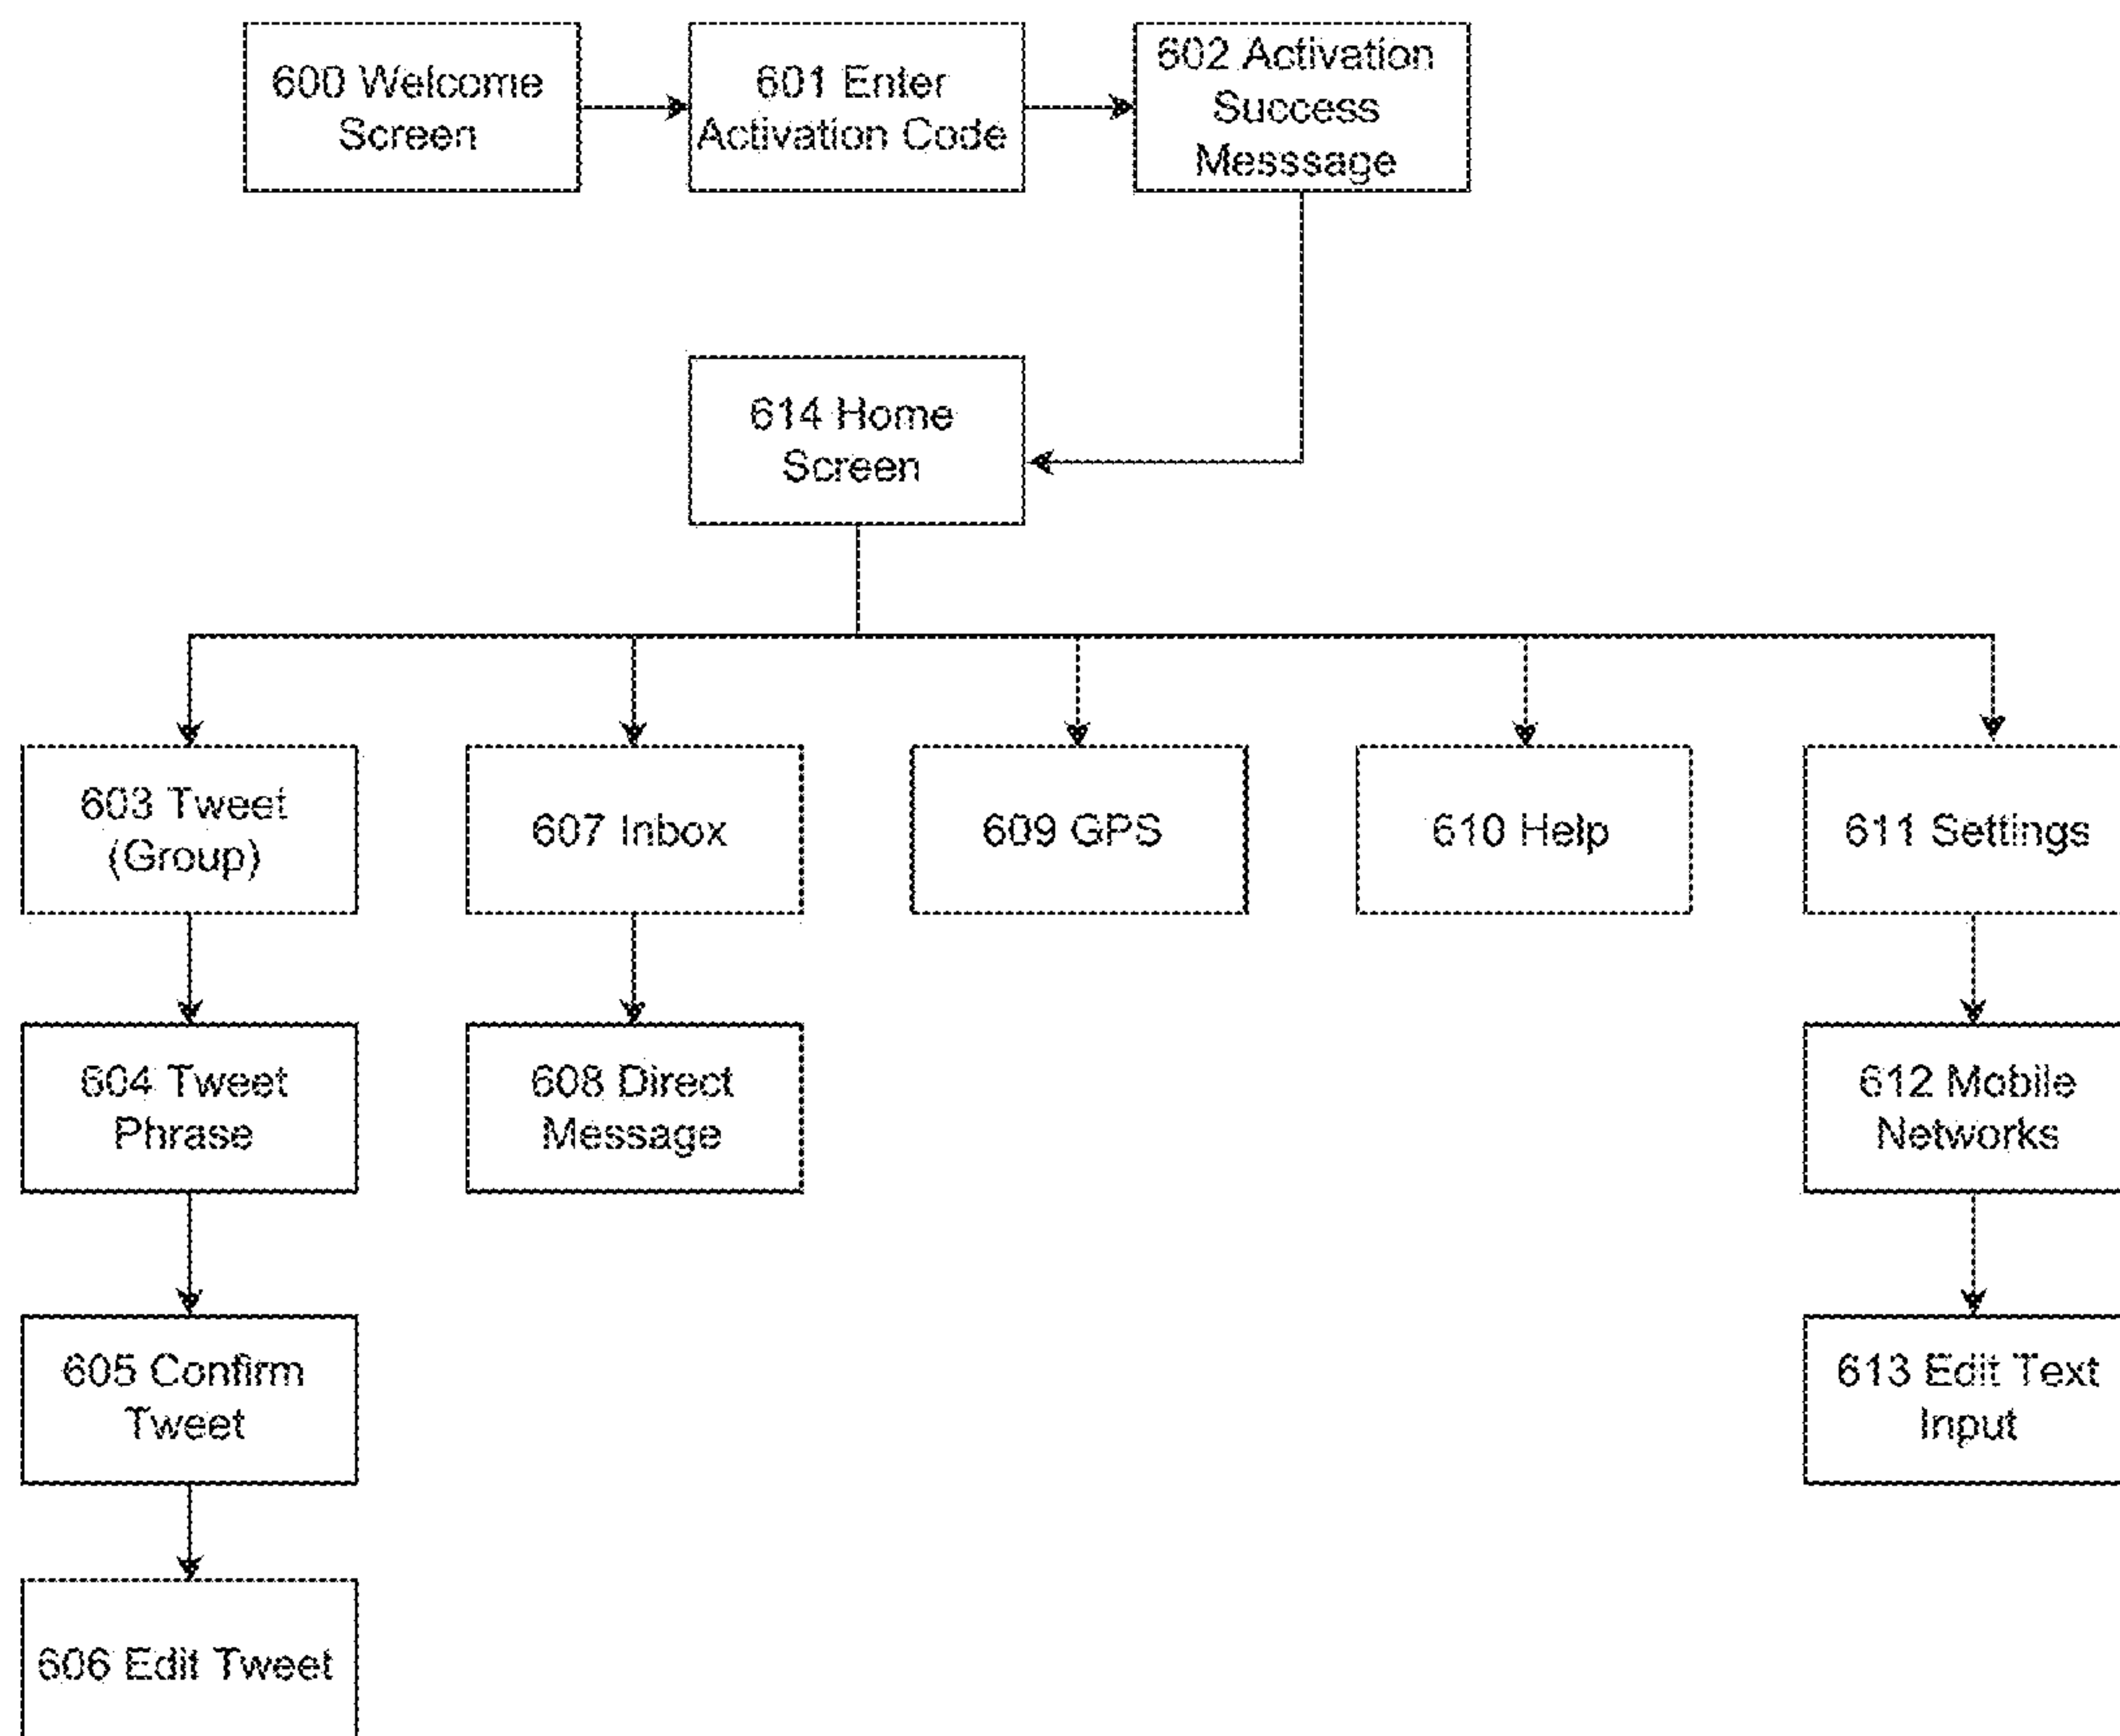 600 Welcome
Screen
601 Enter
Activation Code
602 Activation
Success
Messsage
614 Home
Screen
603 Tweet
(Group)
607 Inbox
609 GPS
610 Help
611 Settings
604 Tweet
Phrase
608 Direct
Message
612 Mobile
Networks
605 Confirm
Tweet
613 Edit Text
Input
606 Edit Tweet